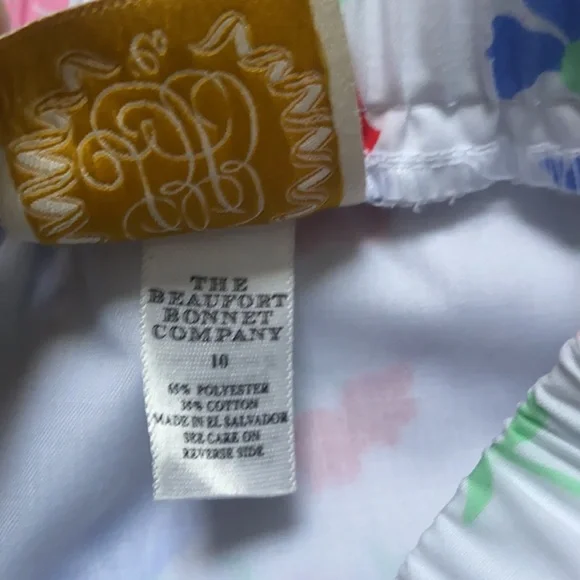 THE
BEAUFORT
BONNET
COMPANY
10
65% POLYESTER
35% COTTON
MADE IN EL SALVADOR
SEE CARE ON
REVERSE SIDE